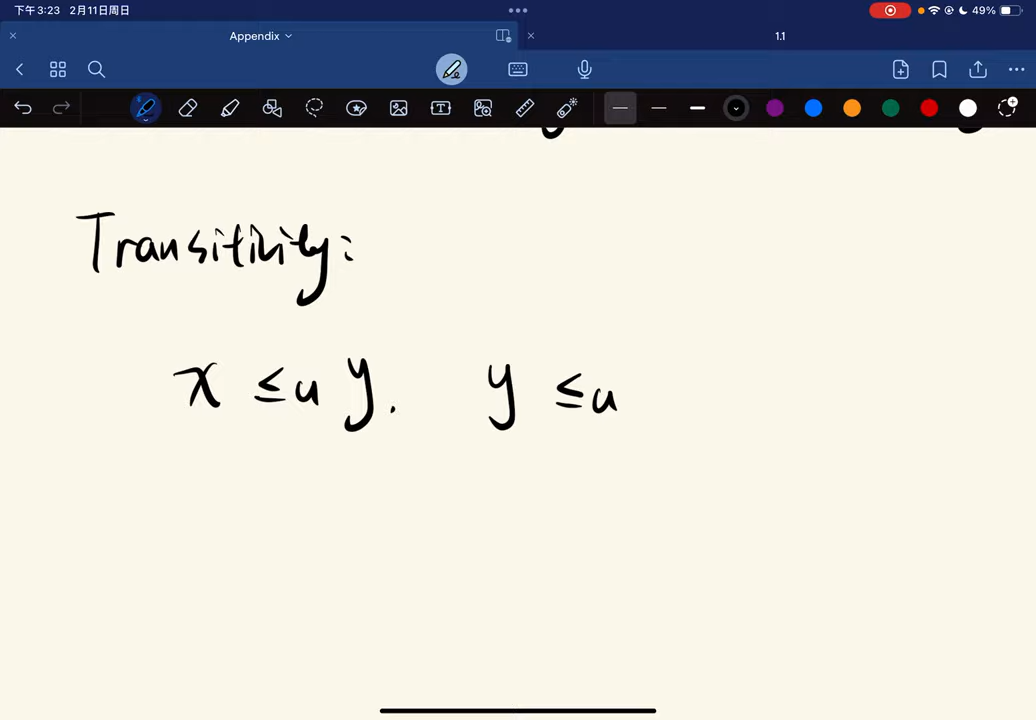 下午3:23 2月11日周日
49%
Appendix
1.1
Transitivity:
x ≤u y. y ≤u